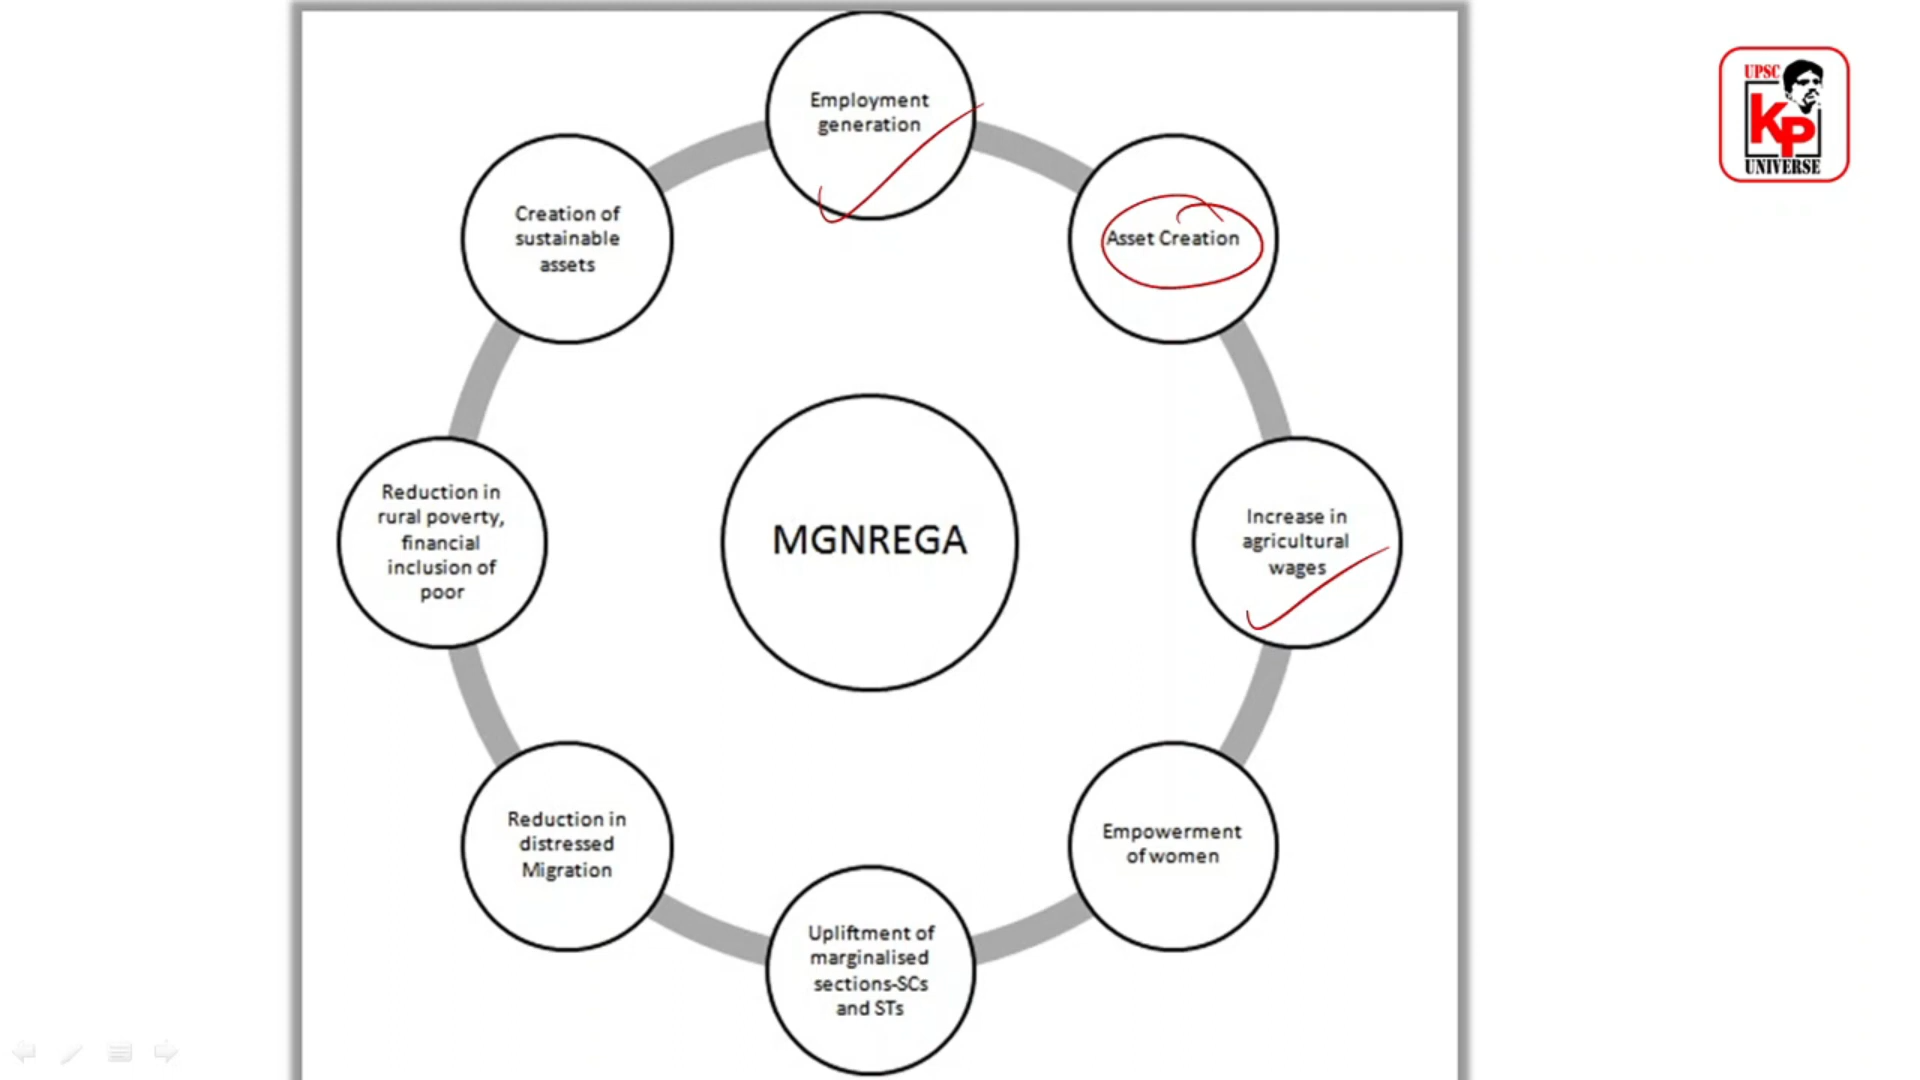 Employment
generation
Asset Creation
Increase in
agricultural
wages
Empowerment
of women
Upliftment of
marginalised
sections-SCs
and STs
Reduction in
distressed
Migration
Reduction in
rural poverty,
financial
inclusion of
poor
Creation of
sustainable
assets
MGNREGA
UPSC
KP
UNIVERSE